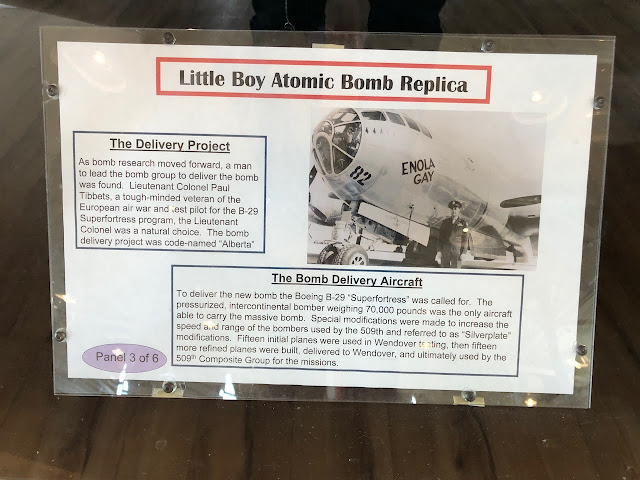 Little Boy Atomic Bomb Replica
The Delivery Project
As bomb research moved forward, a man
to lead the bomb group to deliver the bomb
was found. Lieutenant Colonel Paul
Tibbets, a tough-minded veteran of the
European air war and test pilot for the B-29
Superfortress program, the Lieutenant
Colonel was a natural choice. The bomb
delivery project was code-named "Alberta"
82
ENOLA
GAY
The Bomb Delivery Aircraft
To deliver the new bomb the Boeing B-29 "Superfortress" was called for. The
pressurized, intercontinental bomber weighing 70,000 pounds was the only aircraft
able to carry the massive bomb. Special modifications were made to increase the
speed and range of the bombers used by the 509th and referred to as "Silverplate"
modifications. Fifteen initial planes were used in Wendover testing, then fifteen
more refined planes were built, delivered to Wendover, and ultimately used by the
509th Composite Group for the missions.
Panel 3 of 6